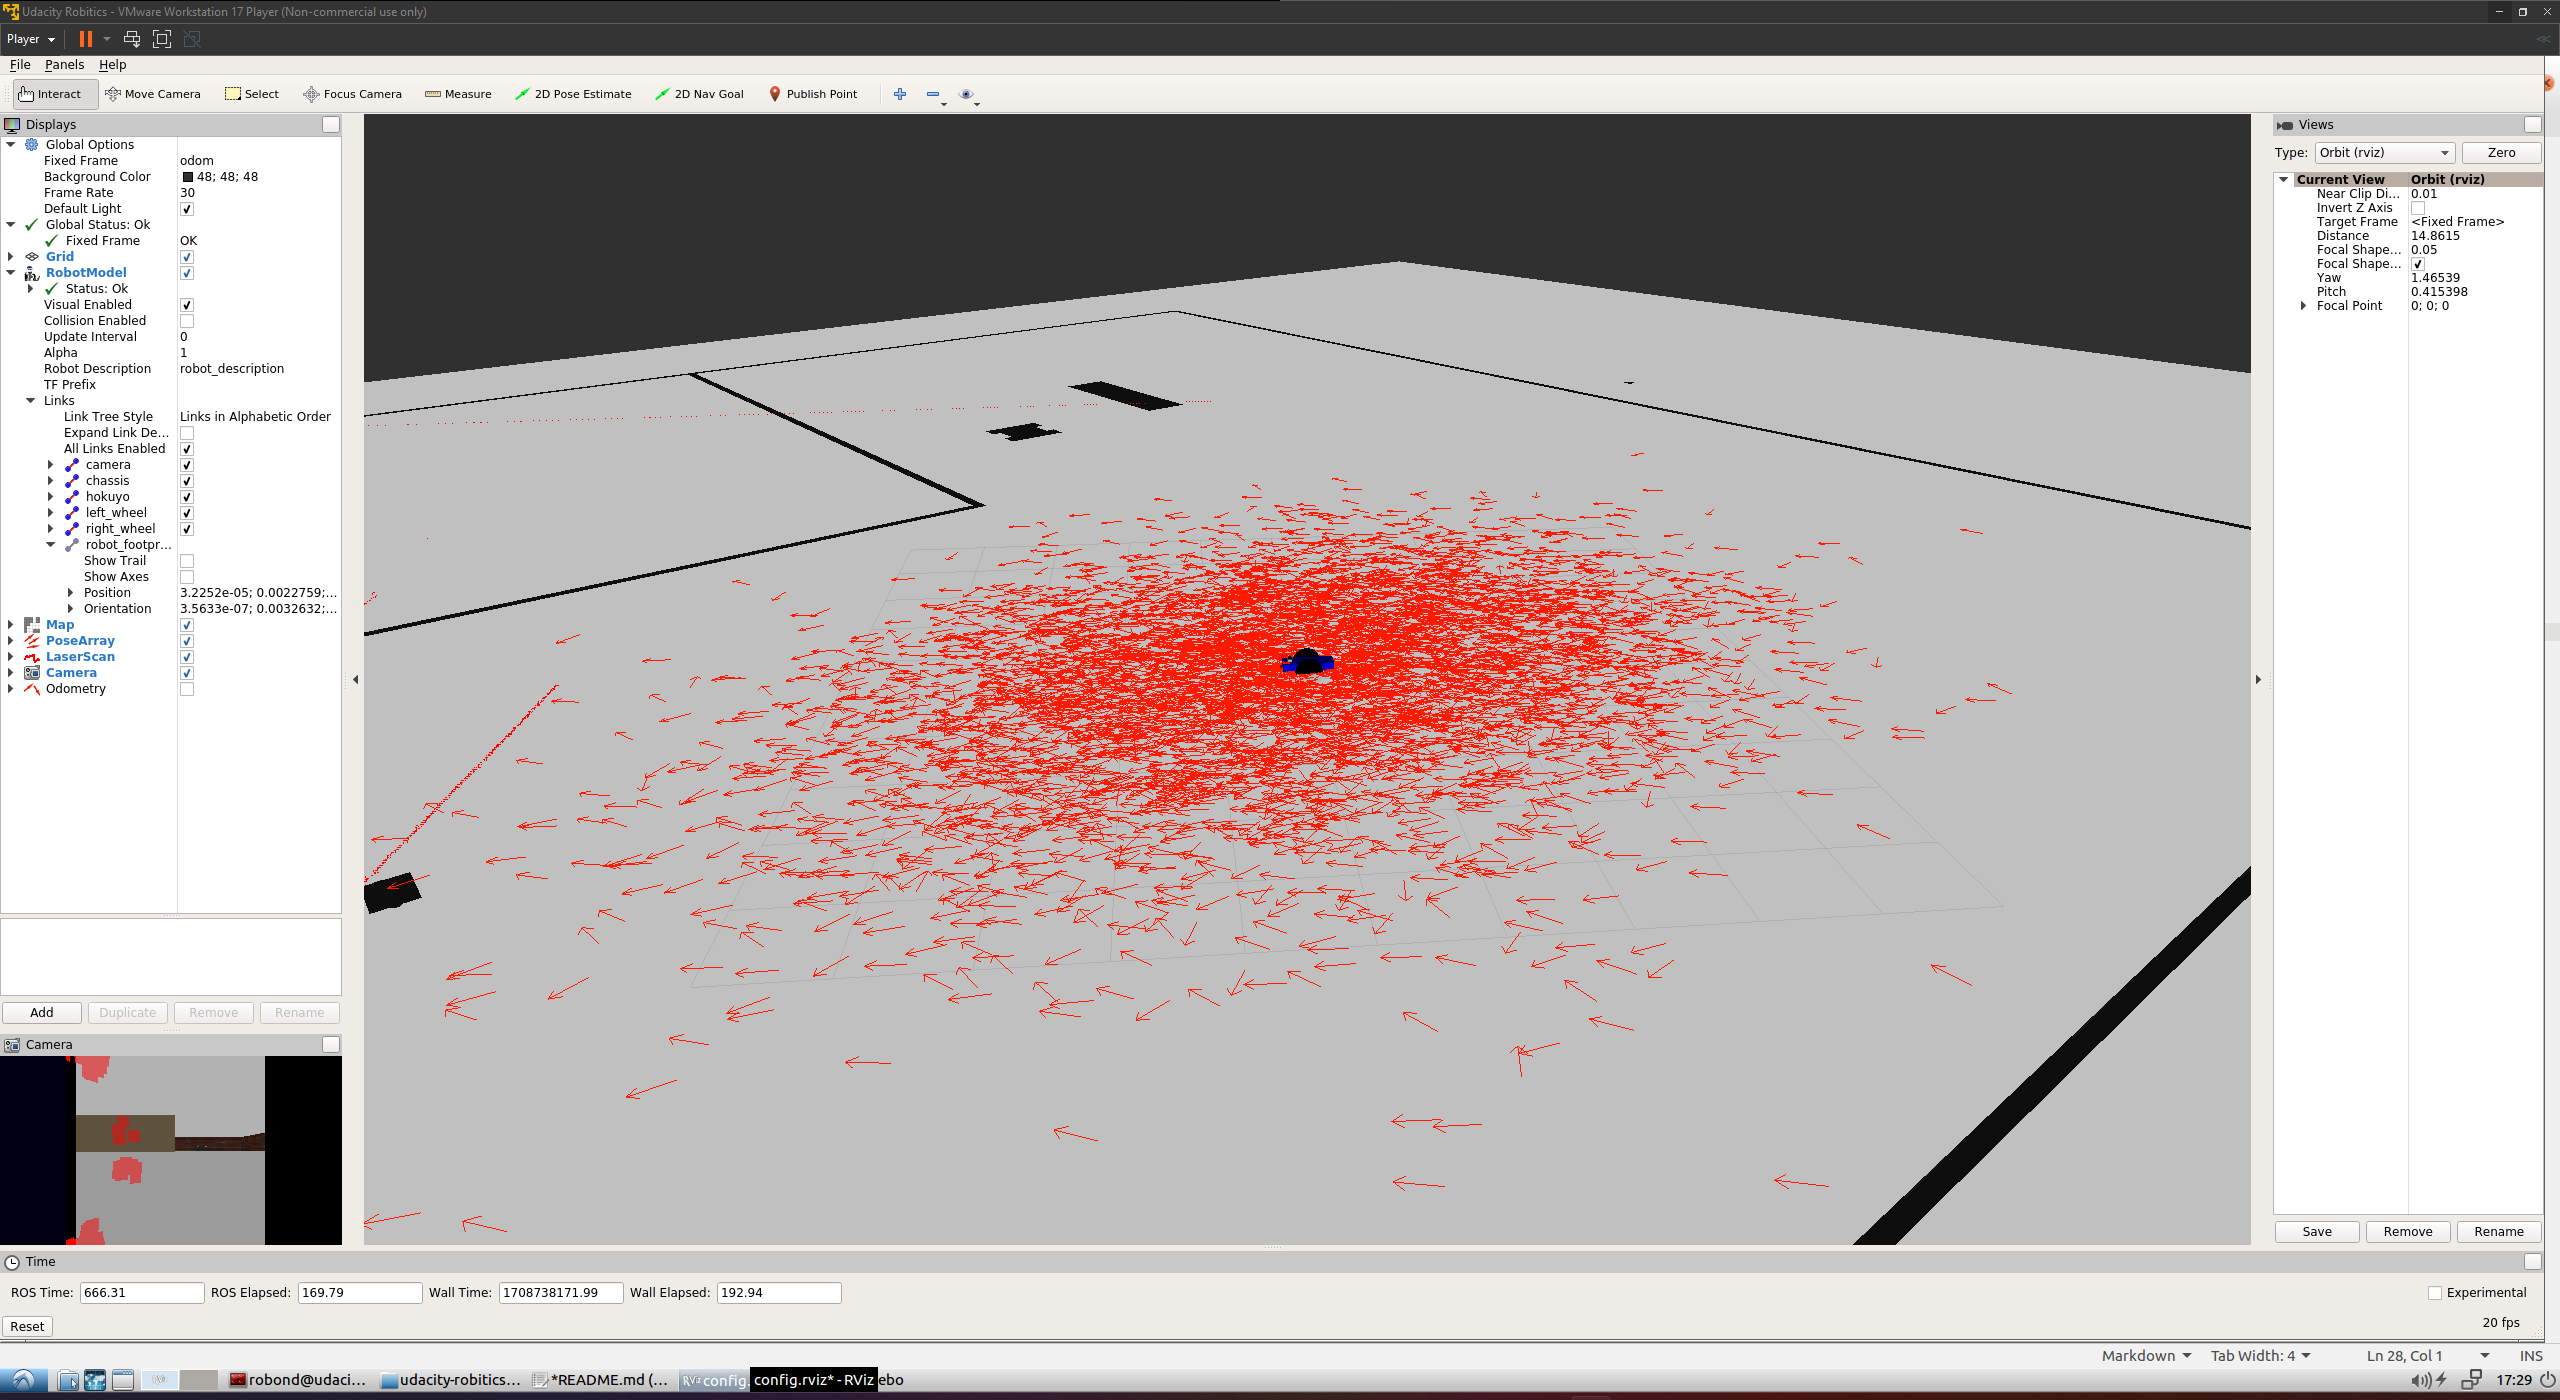 Udacity Robitics - VMware Workstation 17 Player (Non-commercial use only)
Player
File Panels Help
Interact Move Camera Select Focus Camera Measure 2D Pose Estimate 2D Nav Goal Publish Point
Displays
Global Options
Fixed Frame odom
Background Color 48; 48; 48
Frame Rate 30
Default Light
Global Status: Ok
Fixed Frame OK
Grid
RobotModel
Status: Ok
Visual Enabled
Collision Enabled
Update Interval 0
Alpha 1
Robot Description robot_description
TF Prefix
Links
Link Tree Style Links in Alphabetic Order
Expand Link De...
All Links Enabled
camera
chassis
hokuyo
left_wheel
right_wheel
robot_footpr...
Show Trail
Show Axes
Position 3.2252e-05; 0.0022759;...
Orientation 3.5633e-07; 0.0032632;...
Map
PoseArray
LaserScan
Camera
Odometry
Add Duplicate Remove Rename
Camera
Views
Type: Orbit (rviz) Zero
Current View Orbit (rviz)
Near Clip Di... 0.01
Invert Z Axis
Target Frame <Fixed Frame>
Distance 14.8615
Focal Shape... 0.05
Focal Shape...
Yaw 1.46539
Pitch 0.415398
Focal Point 0; 0; 0
Save Remove Rename
Time
ROS Time: 666.31 ROS Elapsed: 169.79 Wall Time: 1708738171.99 Wall Elapsed: 192.94 Experimental
Reset 20 fps
Markdown Tab Width: 4 Ln 28, Col 1 INS
robond@udaci... udacity-robitics... *README.md (... config. config.rviz* - RViz ebo 17:29